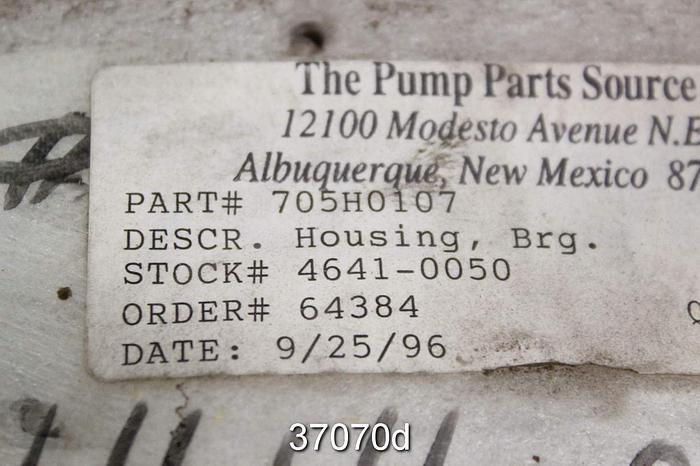 The Pump Parts Source
12100 Modesto Avenue N.E
Albuquerque, New Mexico 87
PART# 705H0107
DESCR. Housing, Brg.
STOCK# 4641-0050
ORDER# 64384
DATE: 9/25/96
#
37070d